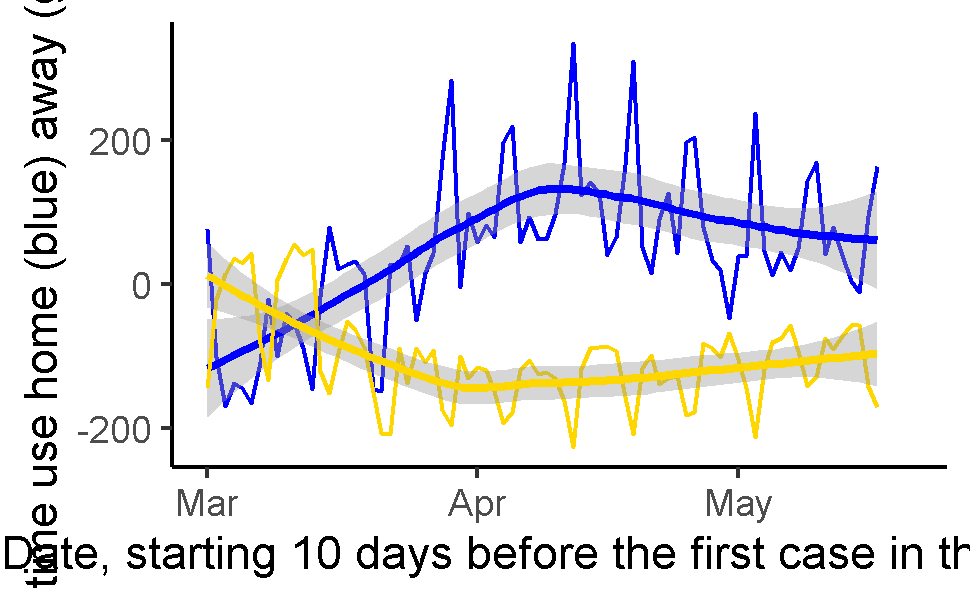 time use home (blue) away (
200
0
-200
Mar Apr May
Date, starting 10 days before the first case in th